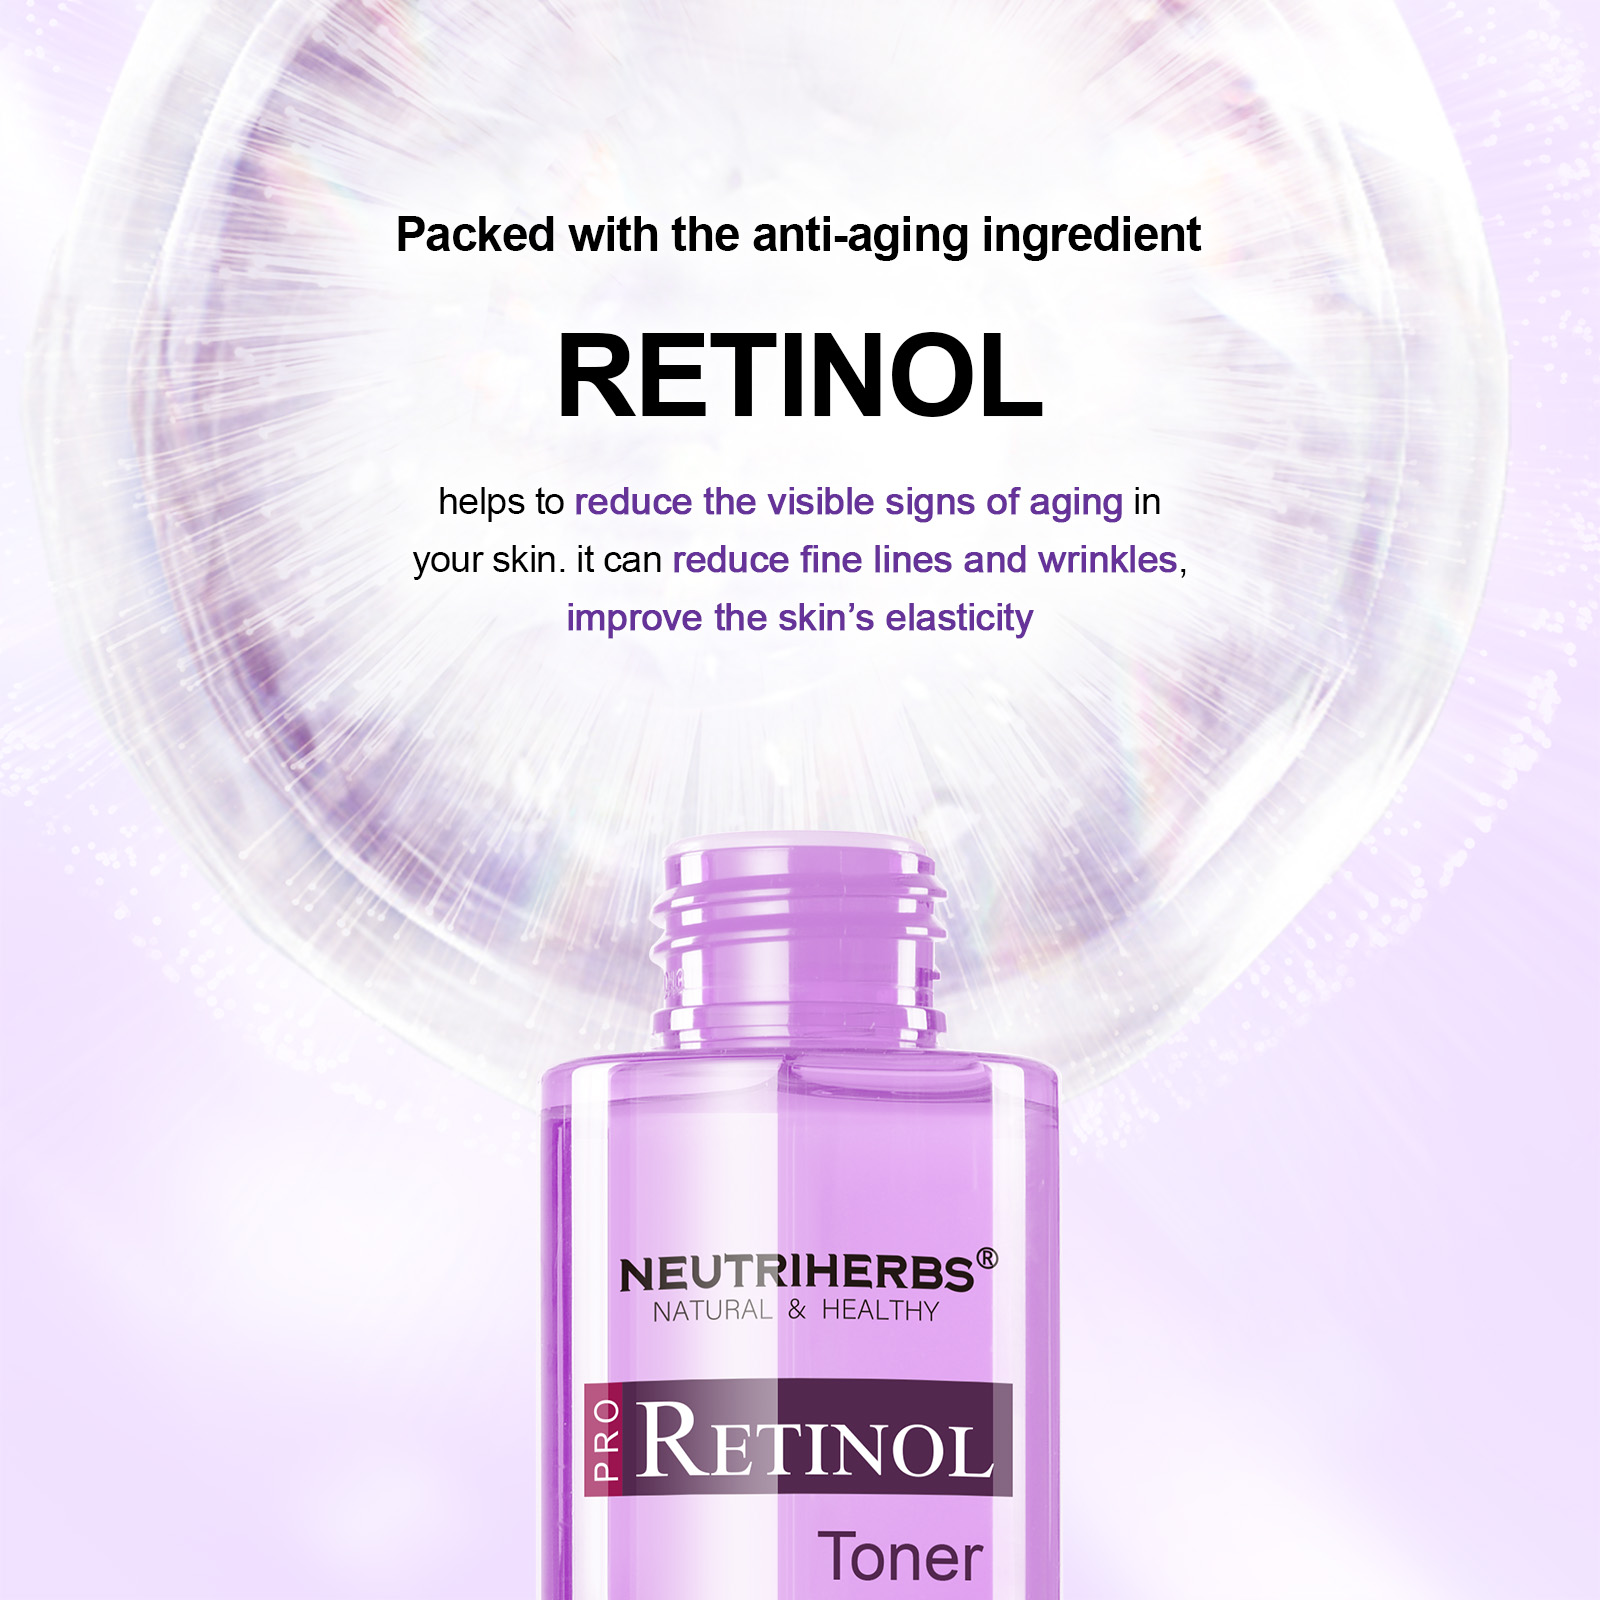 Packed with the anti-aging ingredient
RETINOL
helps to reduce the visible signs of aging in
your skin. it can reduce fine lines and wrinkles,
improve the skin’s elasticity
NEUTRIHERBS®
NATURAL & HEALTHY
PRO RETINOL
Toner